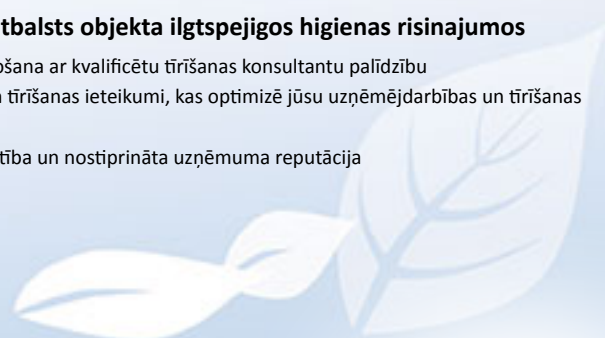 tbalsts objekta ilgtspejigos higienas risinajumos
ošana ar kvalificētu tīrīšanas konsultantu palīdzību
tīrīšanas ieteikumi, kas optimizē jūsu uzņēmējdarbības un tīrīšanas
tība un nostiprināta uzņēmuma reputācija